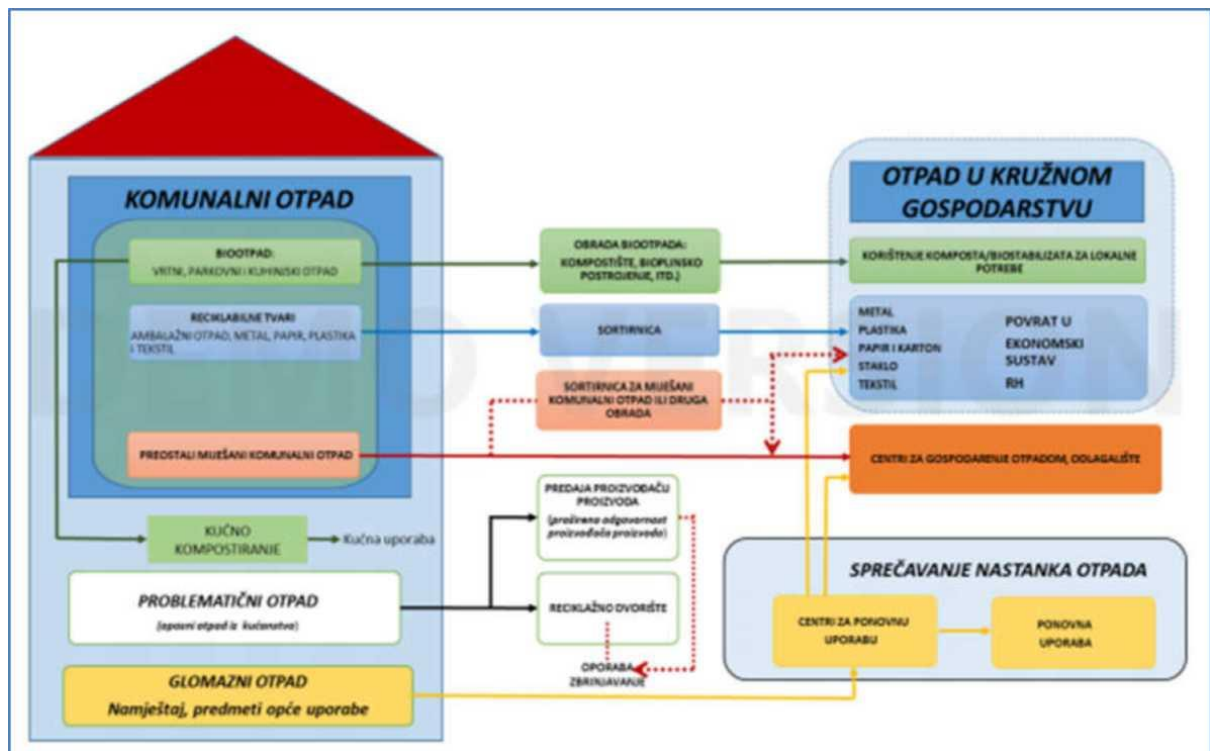 KOMUNALNI OTPAD
BIOOTPAD:
VRTNI, PARKOVNI I KUHINJSKI OTPAD
RECIKLABILNE TVARI
AMBALAŽNI OTPAD, METAL, PAPIR, PLASTIKA
I TEKSTIL
PREOSTALI MIJEŠANI KOMUNALNI OTPAD
KUĆNO
KOMPOSTIRANJE
Kućna uporaba
PROBLEMATIČNI OTPAD
(opasni otpad iz kućanstva)
GLOMAZNI OTPAD
Namještaj, predmeti opće uporabe
OBRADA BIOOTPADA:
KOMPOSTIŠTE, BIOPLINSKO
POSTROJENJE, ITD.)
SORTIRNICA
SORTIRNICA ZA MIJEŠANI
KOMUNALNI OTPAD ILI DRUGA
OBRADA
PREDAJA PROIZVOĐAČU
PROIZVODA
(proširena odgovornost
proizvođača proizvoda)
RECIKLAŽNO DVORIŠTE
OPORABA
ZBRINJAVANJE
OTPAD U KRUŽNOM
GOSPODARSTVU
KORIŠTENJE KOMPOSTA/BIOSTABILIZATA ZA LOKALNE
POTREBE
METAL
PLASTIKA
PAPIR I KARTON
STAKLO
TEKSTIL
POVRAT U
EKONOMSKI
SUSTAV
RH
CENTRI ZA GOSPODARENJE OTPADOM, ODLAGALIŠTE
SPREČAVANJE NASTANKA OTPADA
CENTRI ZA PONOVNU
UPORABU
PONOVNA
UPORABA
DEMO VERSION